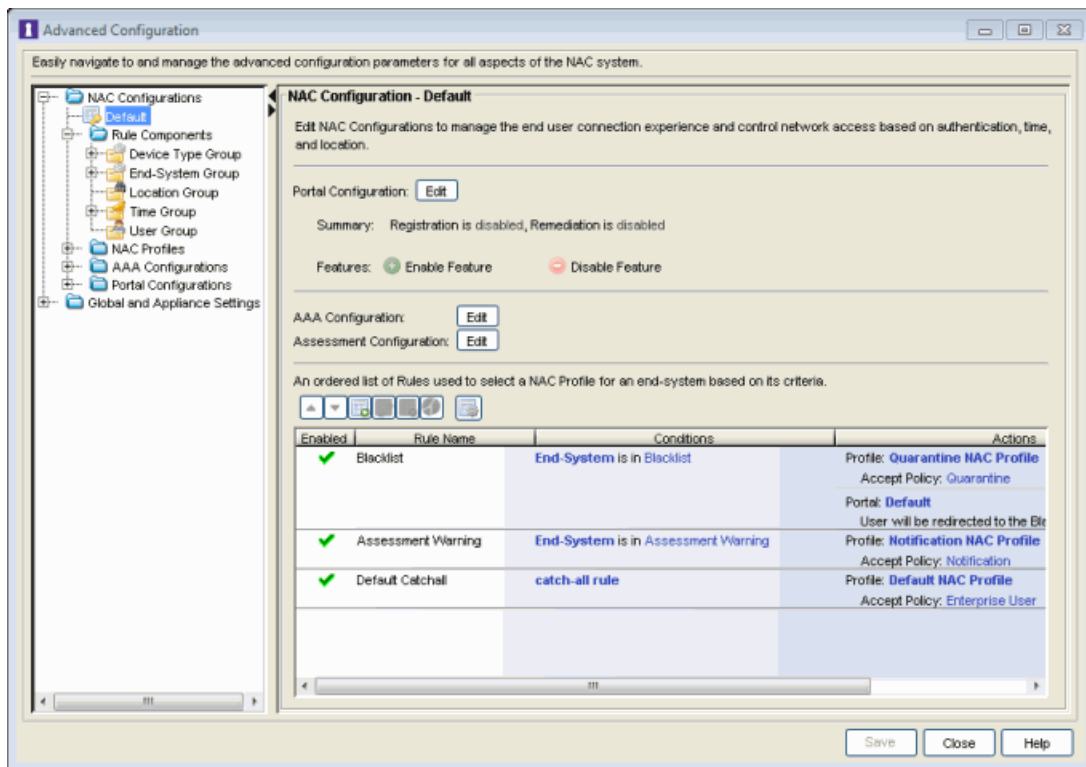 Advanced Configuration
Easily navigate to and manage the advanced configuration parameters for all aspects of the NAC system.
NAC Configurations
Default
Rule Components
Device Type Group
End-System Group
Location Group
Time Group
User Group
NAC Profiles
AAA Configurations
Portal Configurations
Global and Appliance Settings
NAC Configuration - Default
Edit NAC Configurations to manage the end user connection experience and control network access based on authentication, time,
and location.
Portal Configuration: Edit
Summary: Registration is disabled, Remediation is disabled
Features: Enable Feature Disable Feature
AAA Configuration: Edit
Assessment Configuration: Edit
An ordered list of Rules used to select a NAC Profile for an end-system based on its criteria.
Enabled Rule Name Conditions Actions
Blacklist End-System is in Blacklist Profile: Quarantine NAC Profile
Accept Policy: Quarantine
Portal: Default
User will be redirected to the Ble
Assessment Warning End-System is in Assessment Warning Profile: Notification NAC Profile
Accept Policy: Notification
Default Catchall catch-all rule Profile: Default NAC Profile
Accept Policy: Enterprise User
Save Close Help